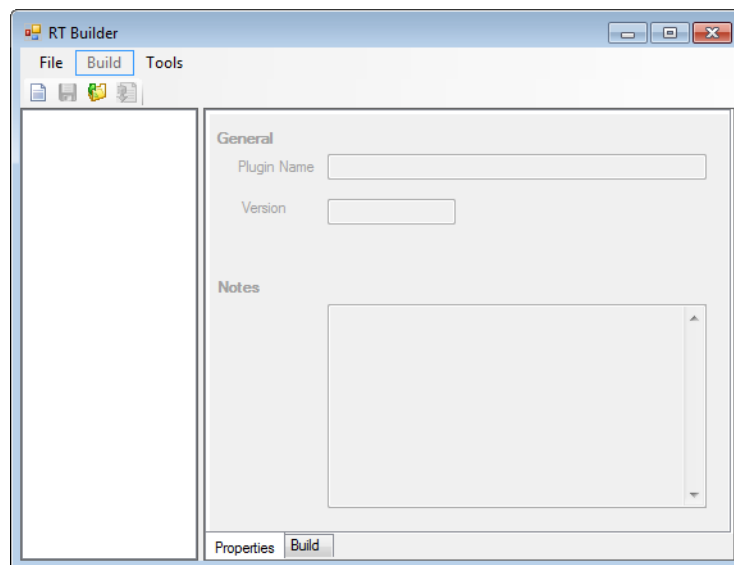 RT Builder
File Build Tools
General
Plugin Name
Version
Notes
Properties Build